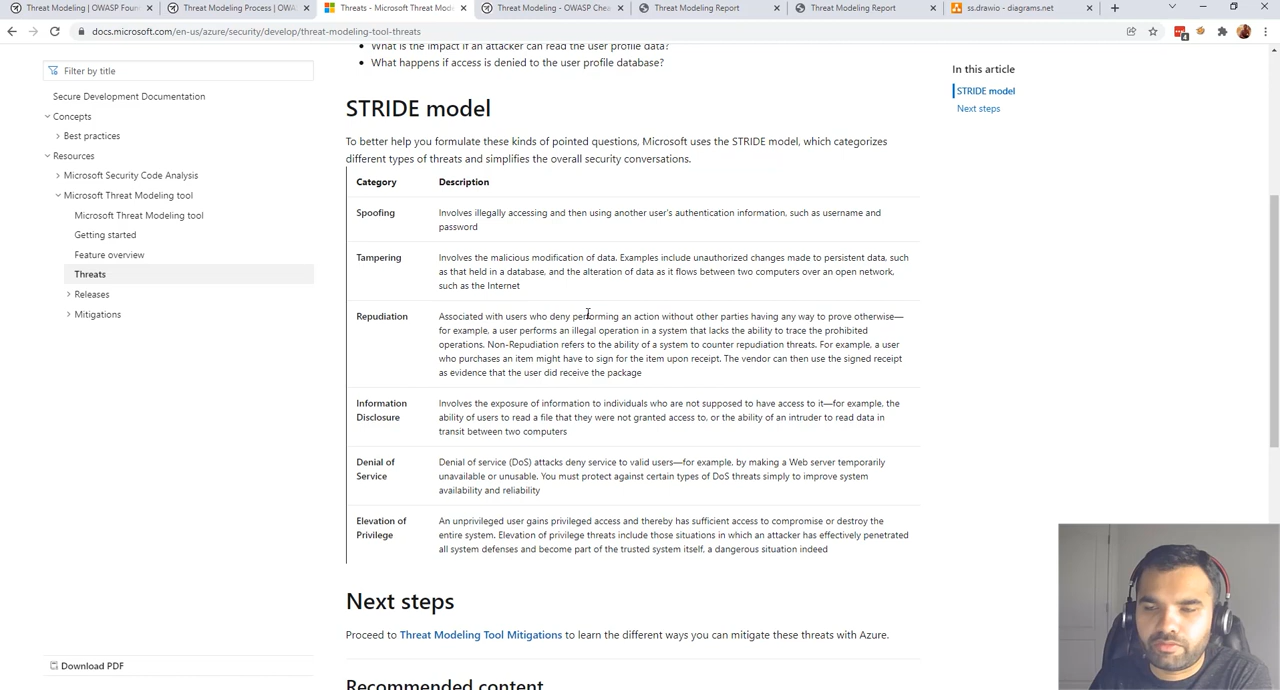 Threat Modeling | OWASP Foun
Threat Modeling Process | OWA
Threats - Microsoft Threat Mode
Threat Modeling - OWASP Chea
Threat Modeling Report
Threat Modeling Report
ss.drawio - diagrams.net
docs.microsoft.com/en-us/azure/security/develop/threat-modeling-tool-threats
4
Filter by title
Secure Development Documentation
Concepts
Best practices
Resources
Microsoft Security Code Analysis
Microsoft Threat Modeling tool
Microsoft Threat Modeling tool
Getting started
Feature overview
Threats
Releases
Mitigations
Download PDF
What is the impact if an attacker can read the user profile data?
What happens if access is denied to the user profile database?
STRIDE model
To better help you formulate these kinds of pointed questions, Microsoft uses the STRIDE model, which categorizes
different types of threats and simplifies the overall security conversations.
Category Description
Spoofing Involves illegally accessing and then using another user's authentication information, such as username and
password
Tampering Involves the malicious modification of data. Examples include unauthorized changes made to persistent data, such
as that held in a database, and the alteration of data as it flows between two computers over an open network,
such as the Internet
Repudiation Associated with users who deny performing an action without other parties having any way to prove otherwise—
for example, a user performs an illegal operation in a system that lacks the ability to trace the prohibited
operations. Non-Repudiation refers to the ability of a system to counter repudiation threats. For example, a user
who purchases an item might have to sign for the item upon receipt. The vendor can then use the signed receipt
as evidence that the user did receive the package
Information Involves the exposure of information to individuals who are not supposed to have access to it—for example, the
Disclosure ability of users to read a file that they were not granted access to, or the ability of an intruder to read data in
transit between two computers
Denial of Denial of service (DoS) attacks deny service to valid users—for example, by making a Web server temporarily
Service unavailable or unusable. You must protect against certain types of DoS threats simply to improve system
availability and reliability
Elevation of An unprivileged user gains privileged access and thereby has sufficient access to compromise or destroy the
Privilege entire system. Elevation of privilege threats include those situations in which an attacker has effectively penetrated
all system defenses and become part of the trusted system itself, a dangerous situation indeed
Next steps
Proceed to Threat Modeling Tool Mitigations to learn the different ways you can mitigate these threats with Azure.
Recommended content
In this article
STRIDE model
Next steps